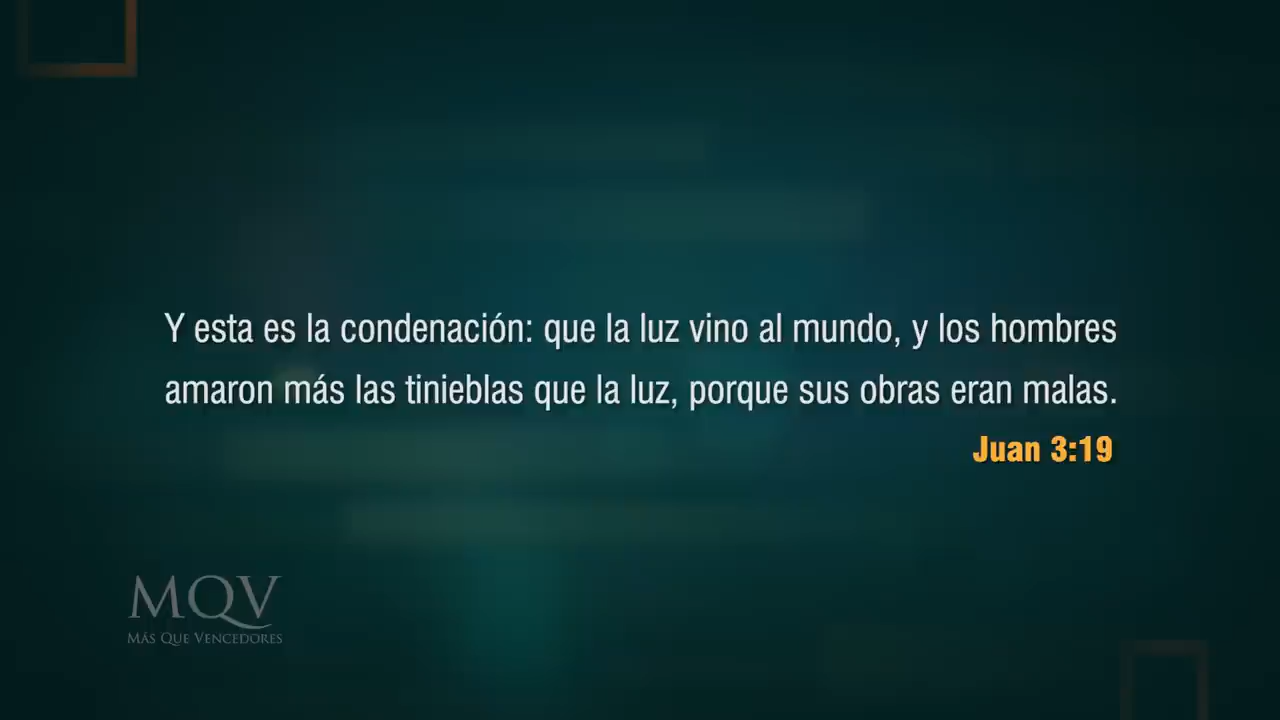 Y esta es la condenación: que la luz vino al mundo, y los hombres
amaron más las tinieblas que la luz, porque sus obras eran malas.
Juan 3:19
MQV
MÁS QUE VENCEDORES